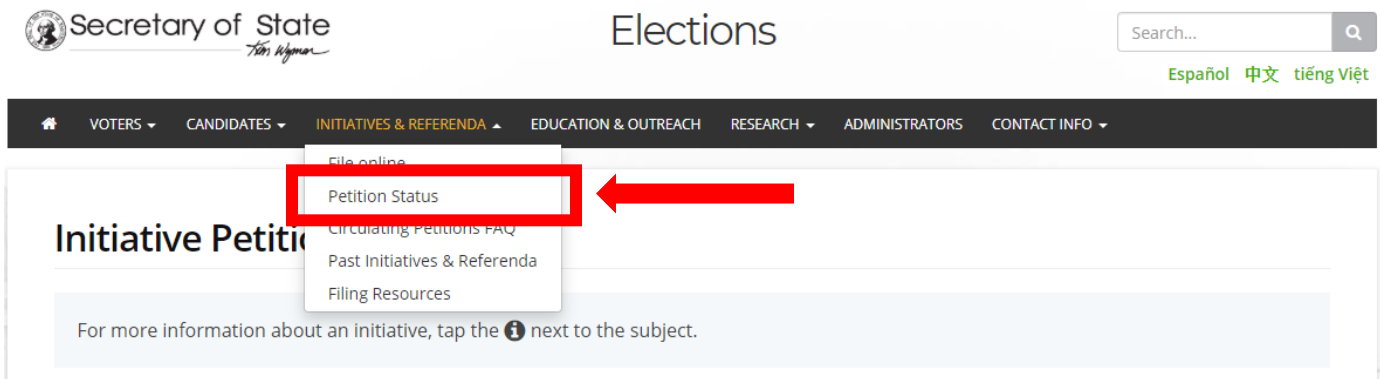 Secretary of State
Kim Wyman
Elections
Search...
Español 中文 tiếng Việt
VOTERS CANDIDATES INITIATIVES & REFERENDA EDUCATION & OUTREACH RESEARCH ADMINISTRATORS CONTACT INFO
File online
Petition Status
Circulating Petitions FAQ
Past Initiatives & Referenda
Filing Resources
Initiative
For more information about an initiative, tap the next to the subject.